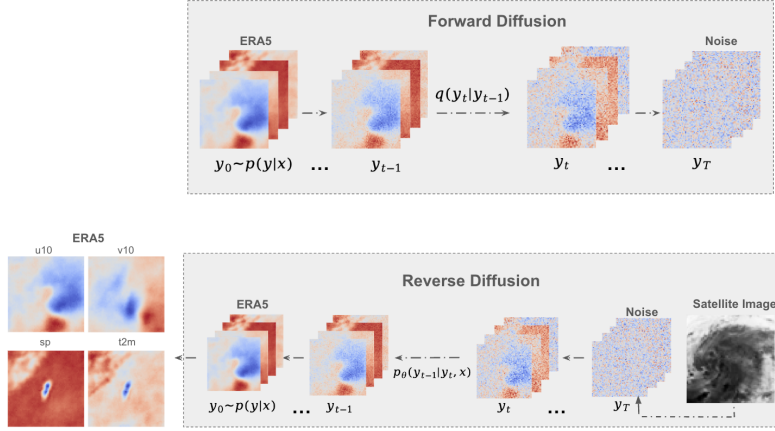 Forward Diffusion
ERA5
Noise
q(y_t|y_{t-1})
y_0~p(y|x)
...
y_{t-1}
y_t
...
y_T
ERA5
u10
v10
sp
t2m
Reverse Diffusion
ERA5
Noise
Satellite Image
p_θ(y_{t-1}|y_t, x)
y_0~p(y|x)
...
y_{t-1}
y_t
...
y_T